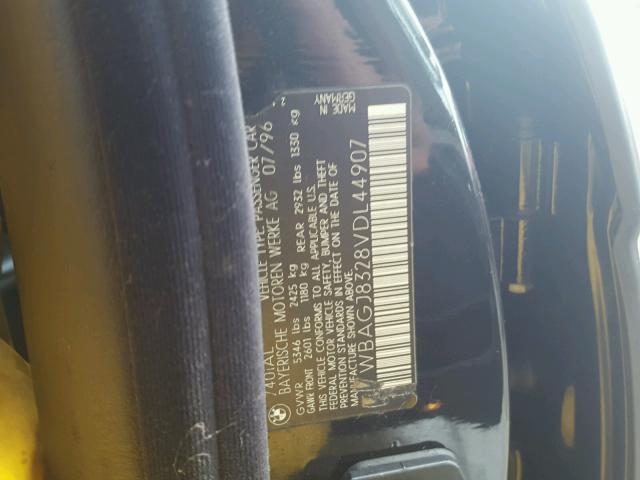 740iAL VEHICLE TYPE: PASSENGER CAR
BAYERISCHE MOTOREN WERKE AG 07/96
GVWR 5346 lbs 2425 kg
GAWR FRONT 2601 lbs 1180 kg REAR 2932 lbs 1330 kg
THIS VEHICLE CONFORMS TO ALL APPLICABLE U.S.
FEDERAL MOTOR VEHICLE SAFETY, BUMPER AND THEFT
PREVENTION STANDARDS IN EFFECT ON THE DATE OF
MANUFACTURE SHOWN ABOVE.
WBAGJ8328VDL44907
MADE IN
GERMANY